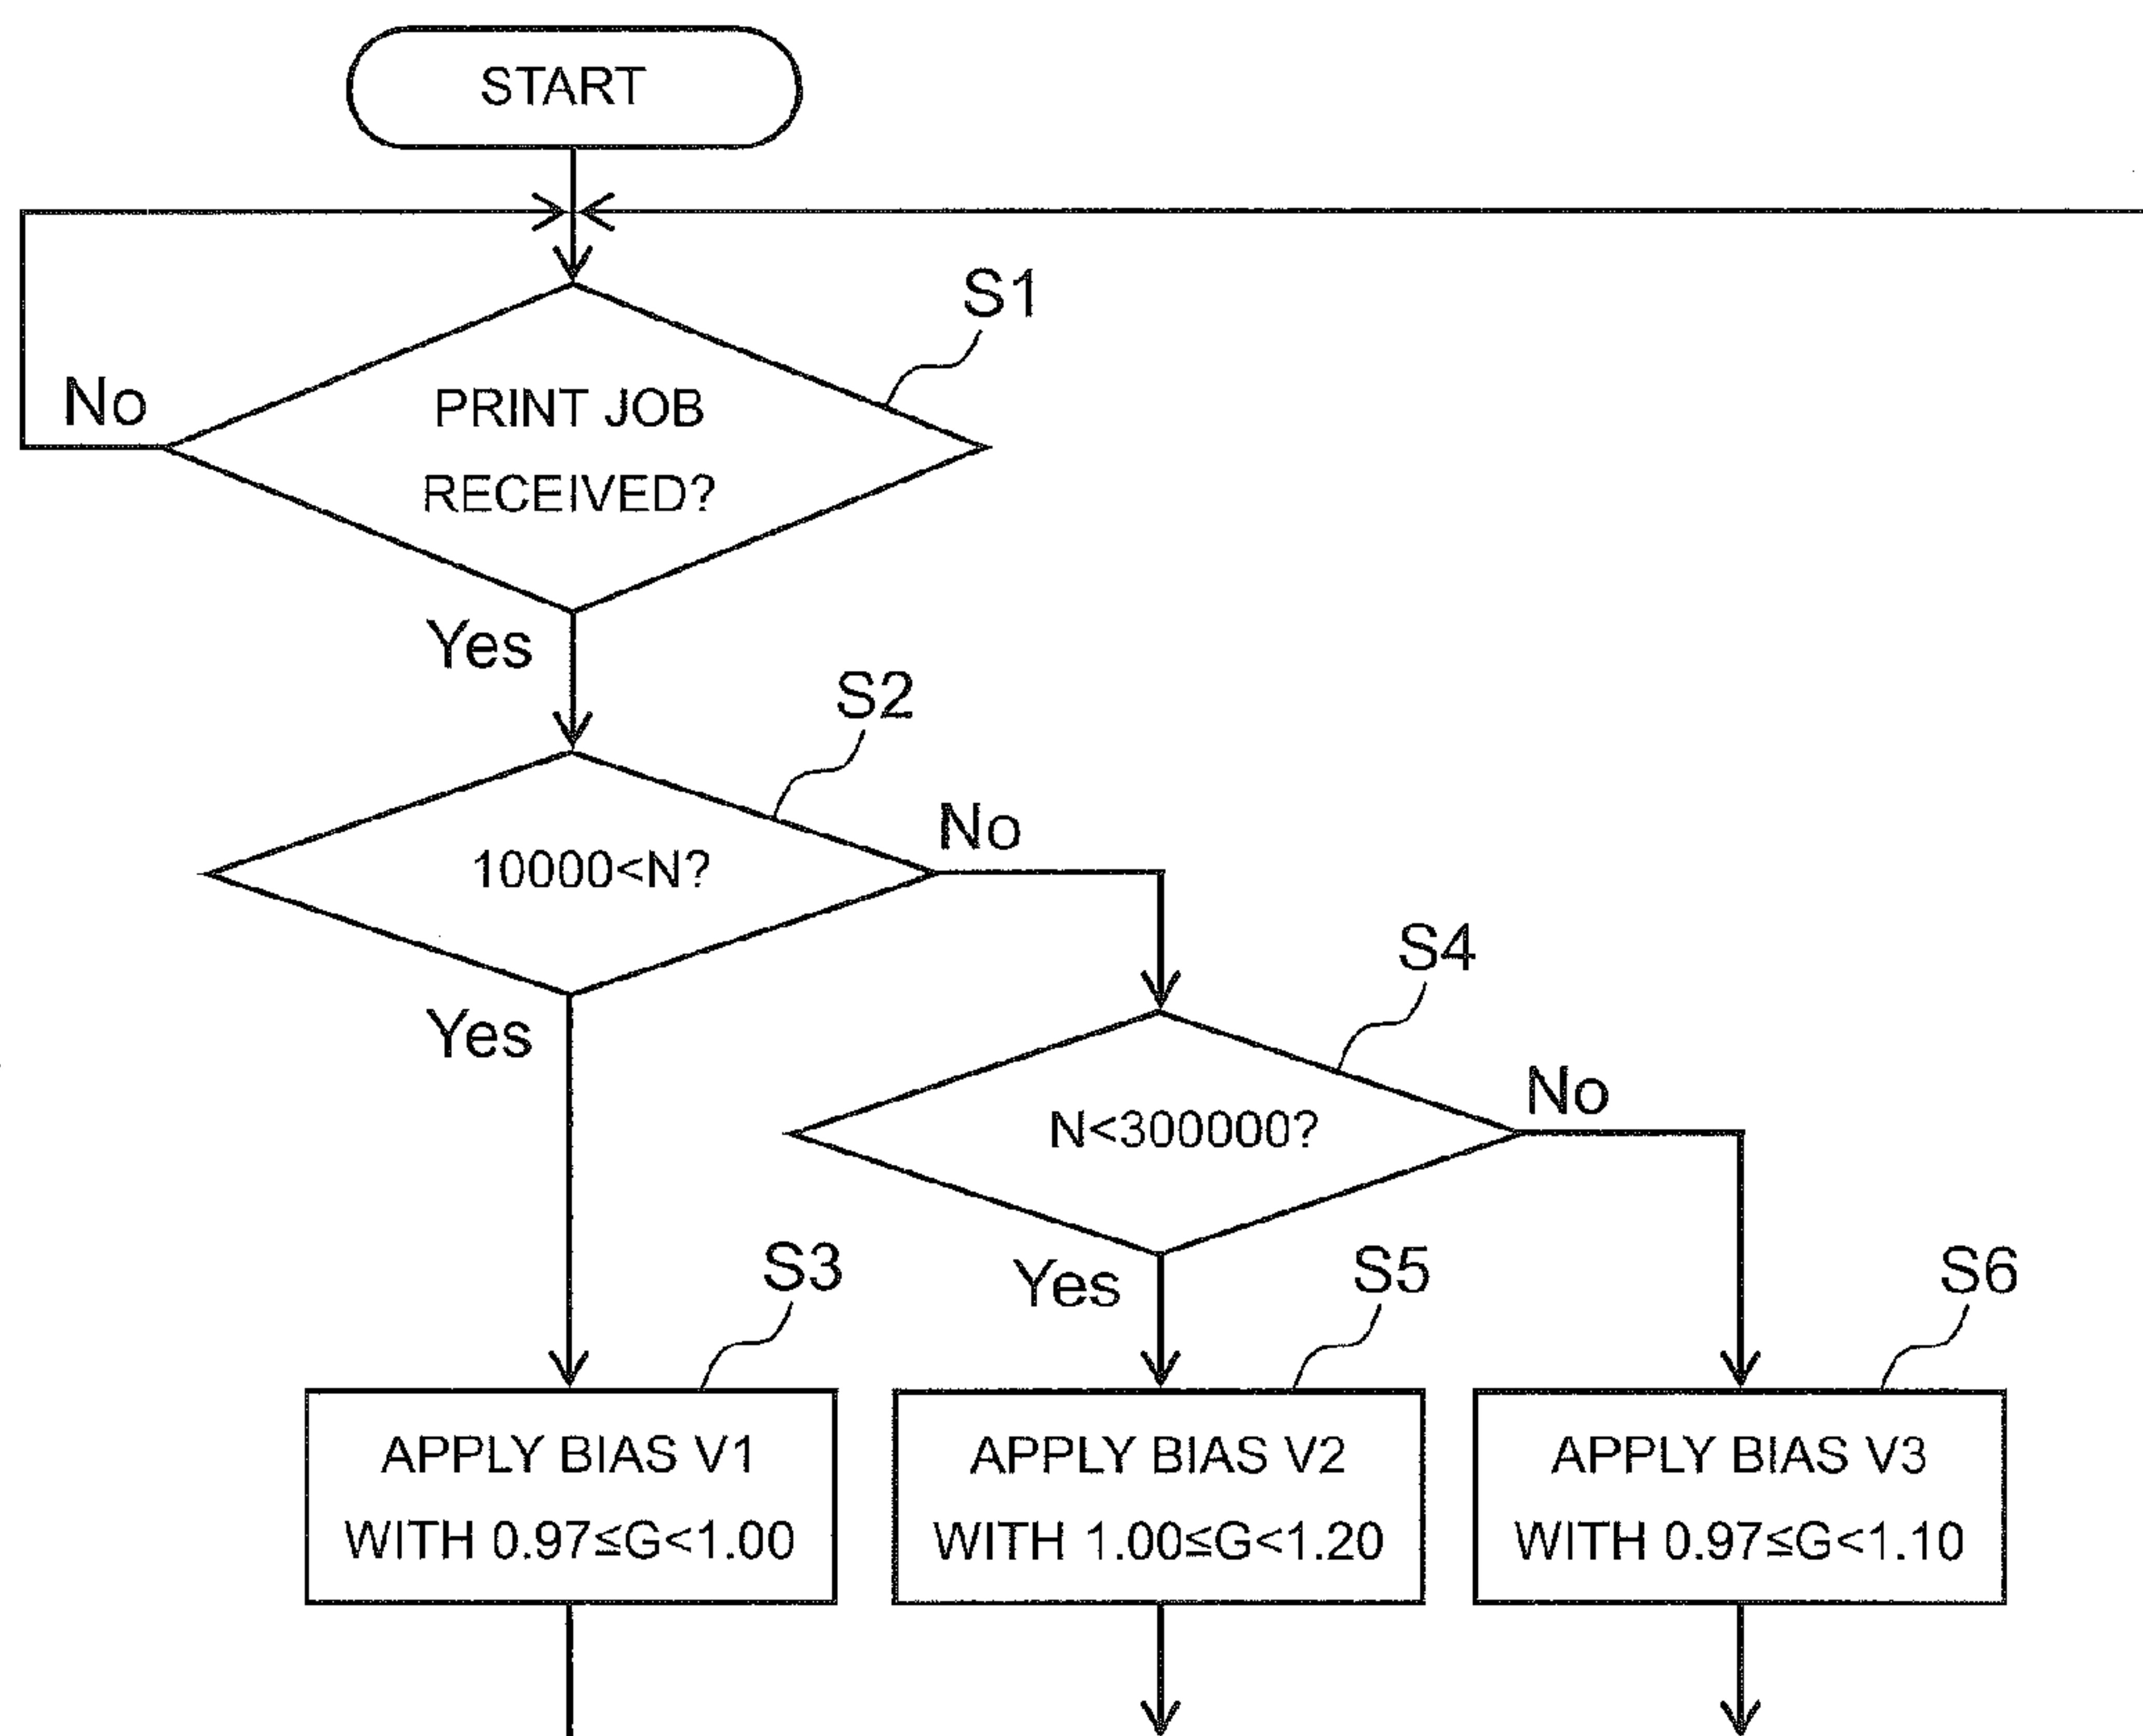 START
S1
No
PRINT JOB
RECEIVED?
Yes
S2
No
10000<N?
Yes
S4
No
N<300000?
Yes
S3
S5
S6
APPLY BIAS V1
WITH 0.97≤G<1.00
APPLY BIAS V2
WITH 1.00≤G<1.20
APPLY BIAS V3
WITH 0.97≤G<1.10